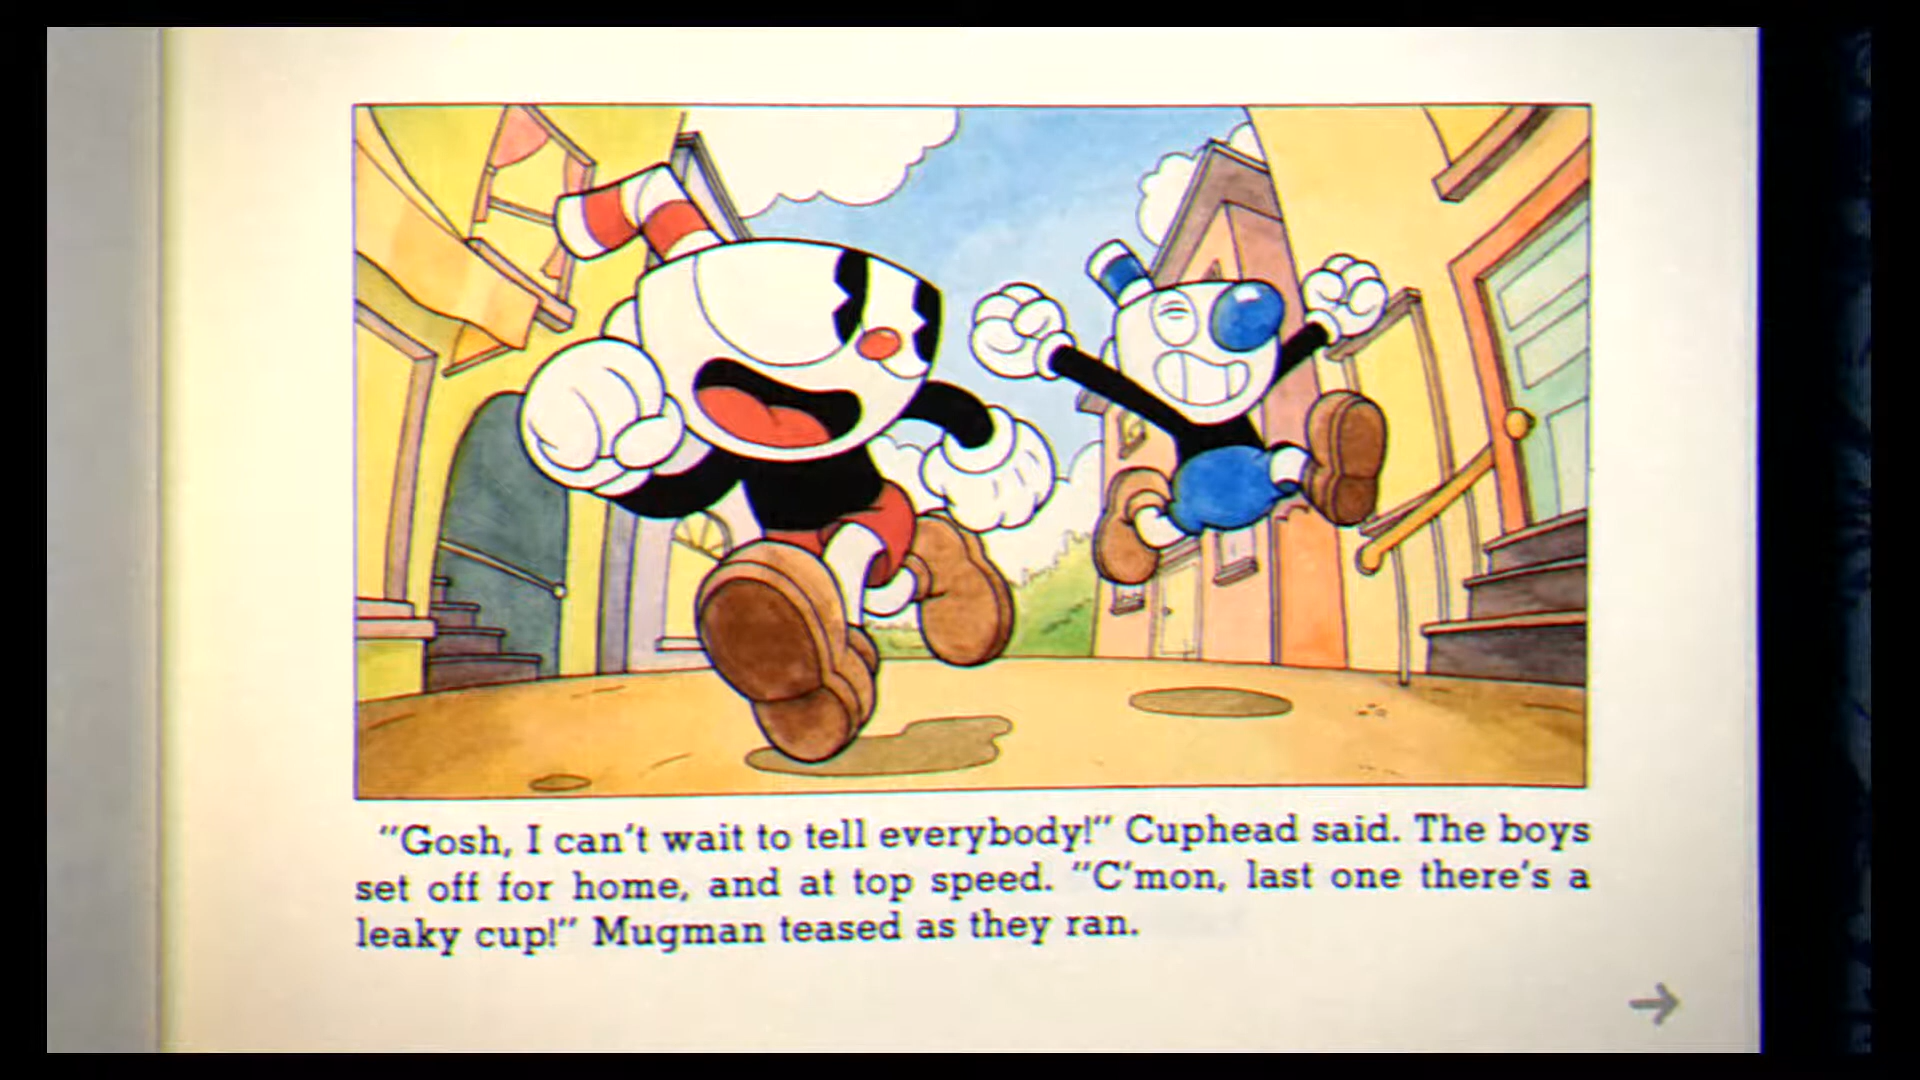 "Gosh, I can't wait to tell everybody!" Cuphead said. The boys
set off for home, and at top speed. "C'mon, last one there's a
leaky cup!" Mugman teased as they ran.